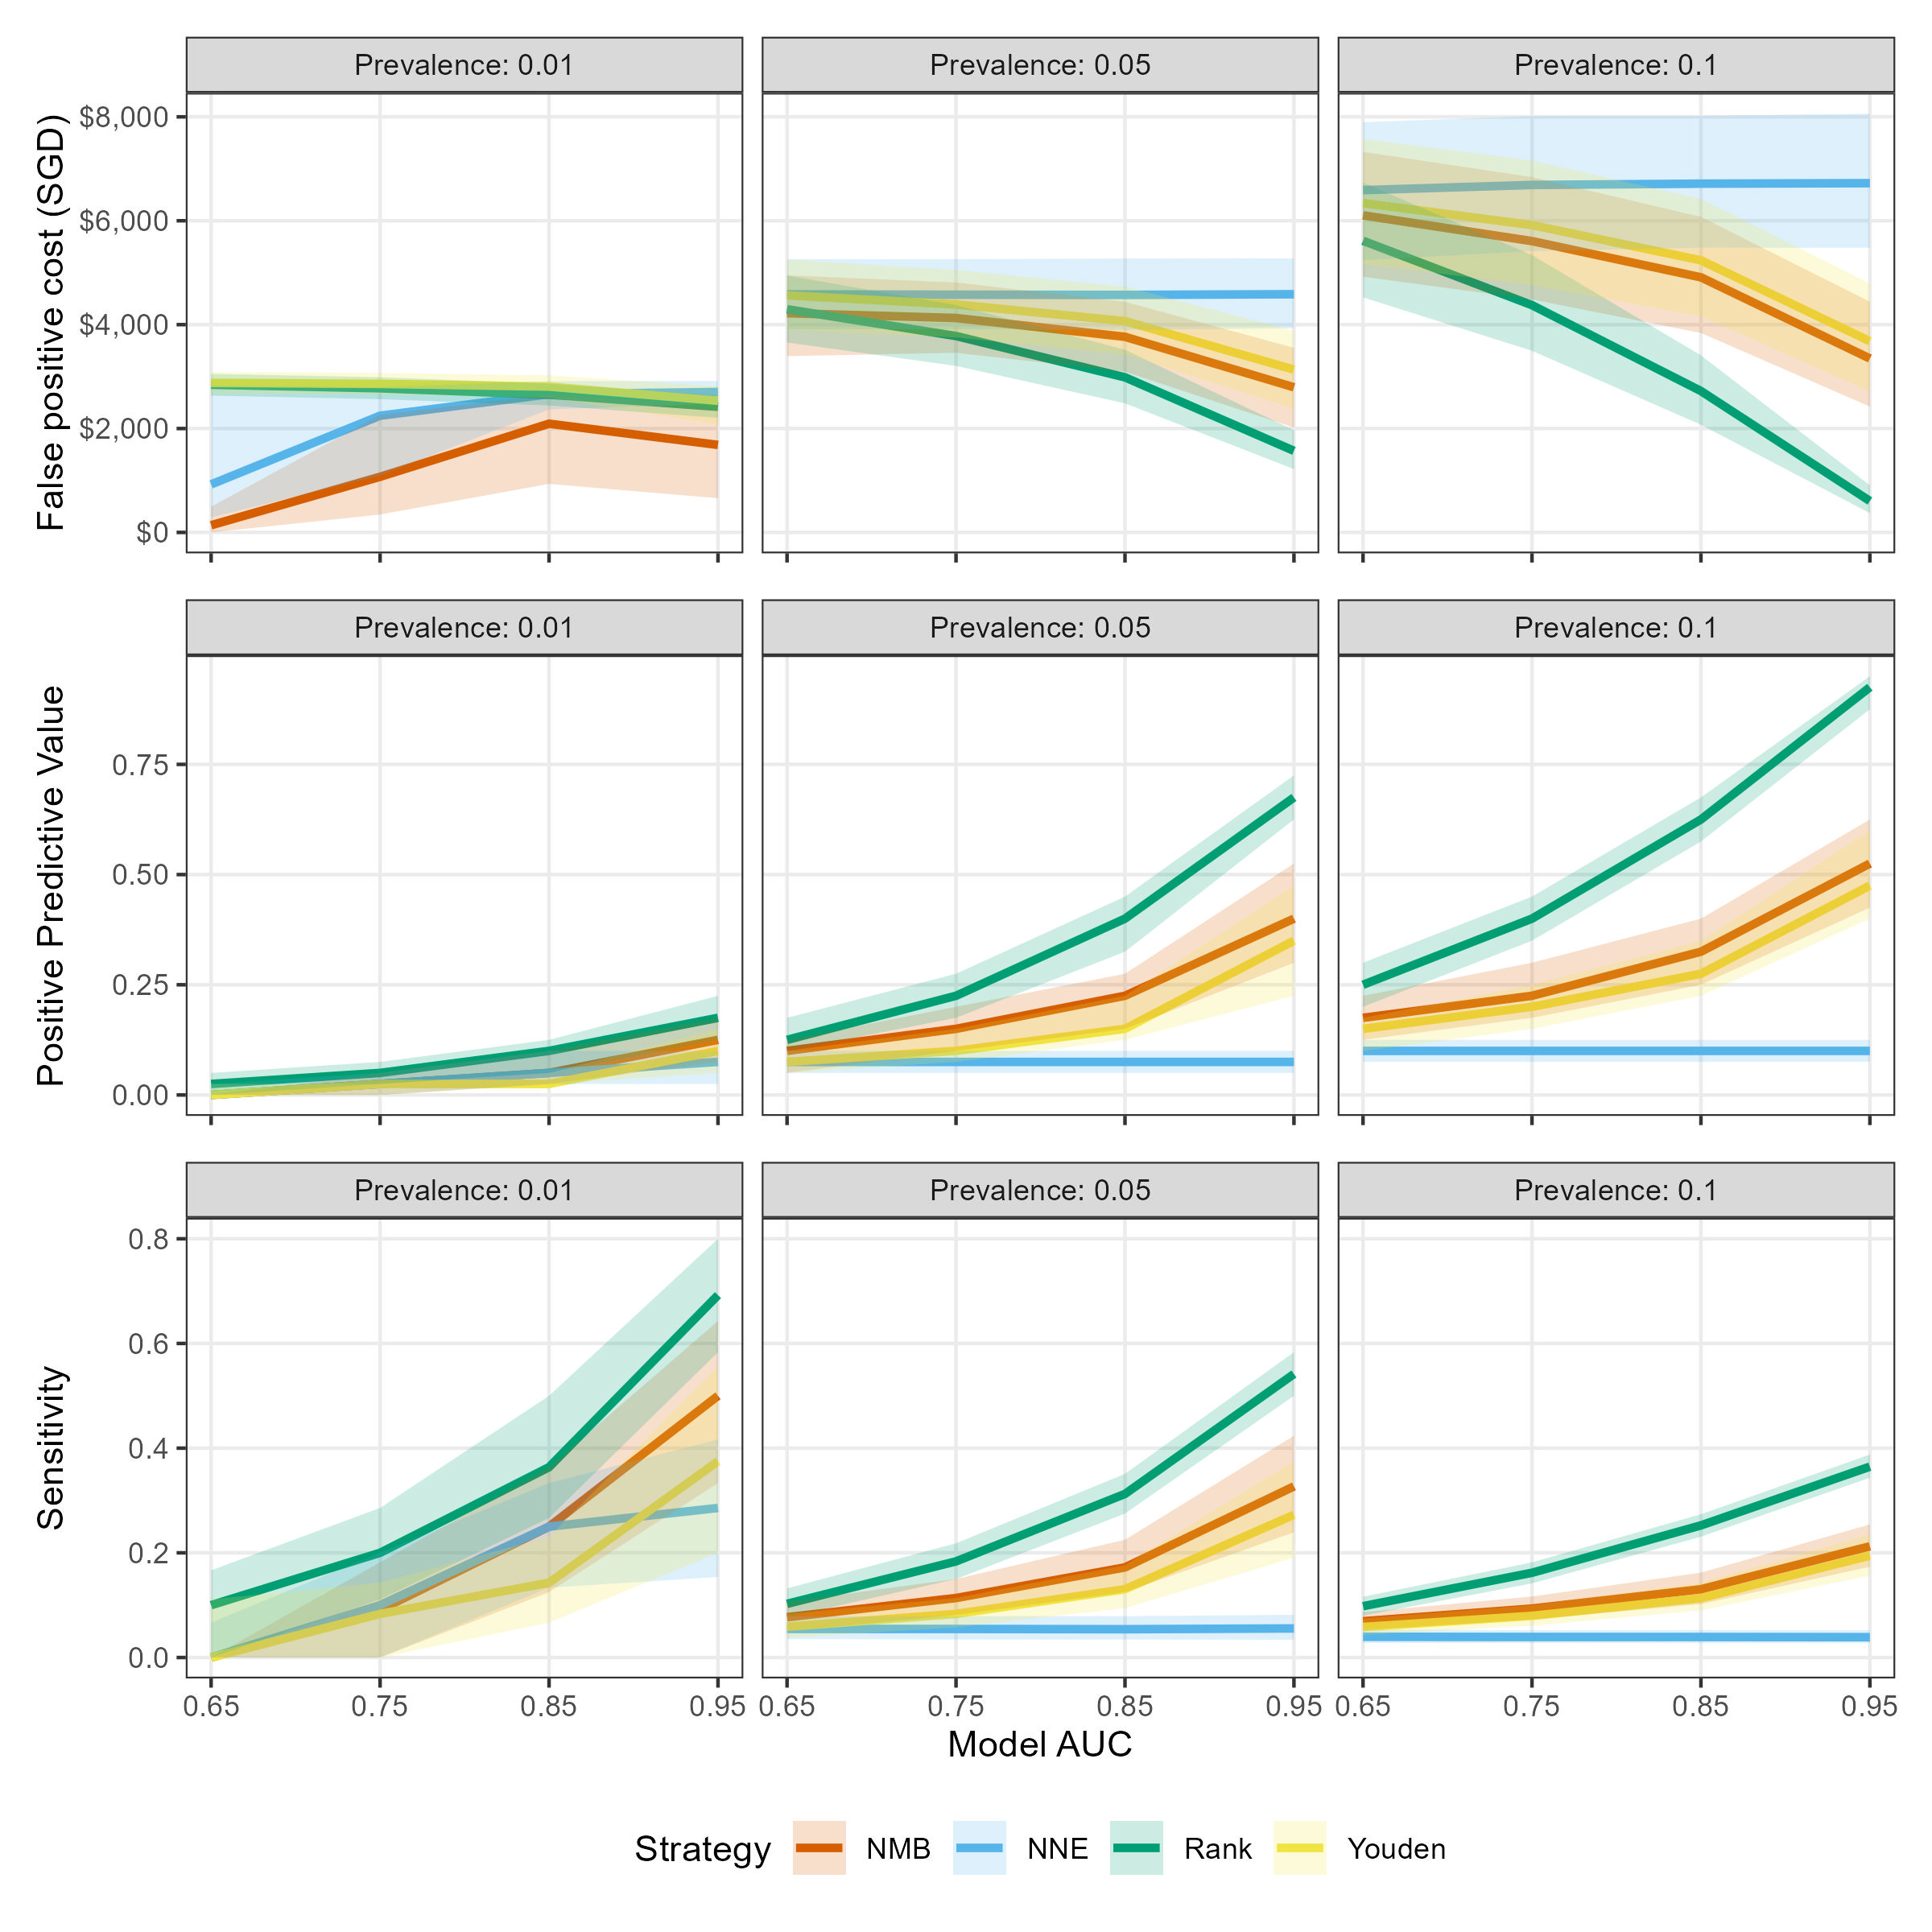 Prevalence: 0.01
Prevalence: 0.05
Prevalence: 0.1
False positive cost (SGD)
$8,000
$6,000
$4,000
$2,000
$0
Prevalence: 0.01
Prevalence: 0.05
Prevalence: 0.1
Positive Predictive Value
0.75
0.50
0.25
0.00
Prevalence: 0.01
Prevalence: 0.05
Prevalence: 0.1
Sensitivity
0.8
0.6
0.4
0.2
0.0
0.65 0.75 0.85 0.95 0.65 0.75 0.85 0.95 0.65 0.75 0.85 0.95
Model AUC
Strategy NMB NNE Rank Youden